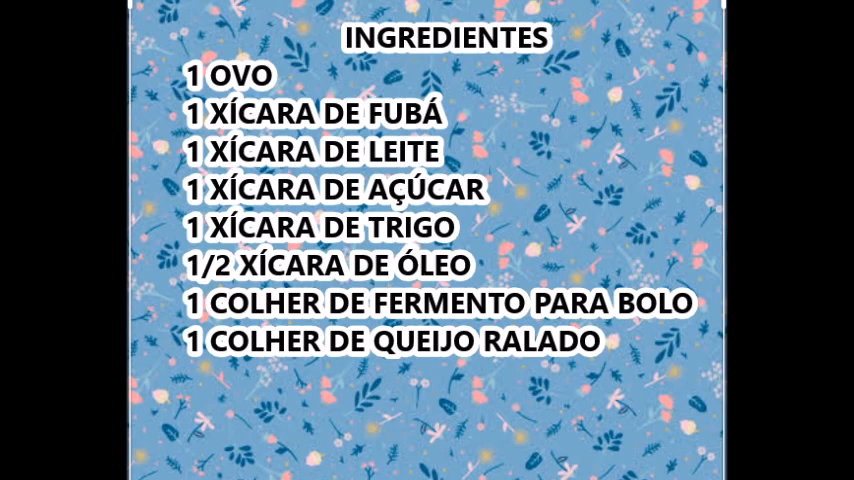 INGREDIENTES
1 OVO
1 XÍCARA DE FUBÁ
1 XÍCARA DE LEITE
1 XÍCARA DE AÇÚCAR
1 XÍCARA DE TRIGO
1/2 XÍCARA DE ÓLEO
1 COLHER DE FERMENTO PARA BOLO
1 COLHER DE QUEIJO RALADO